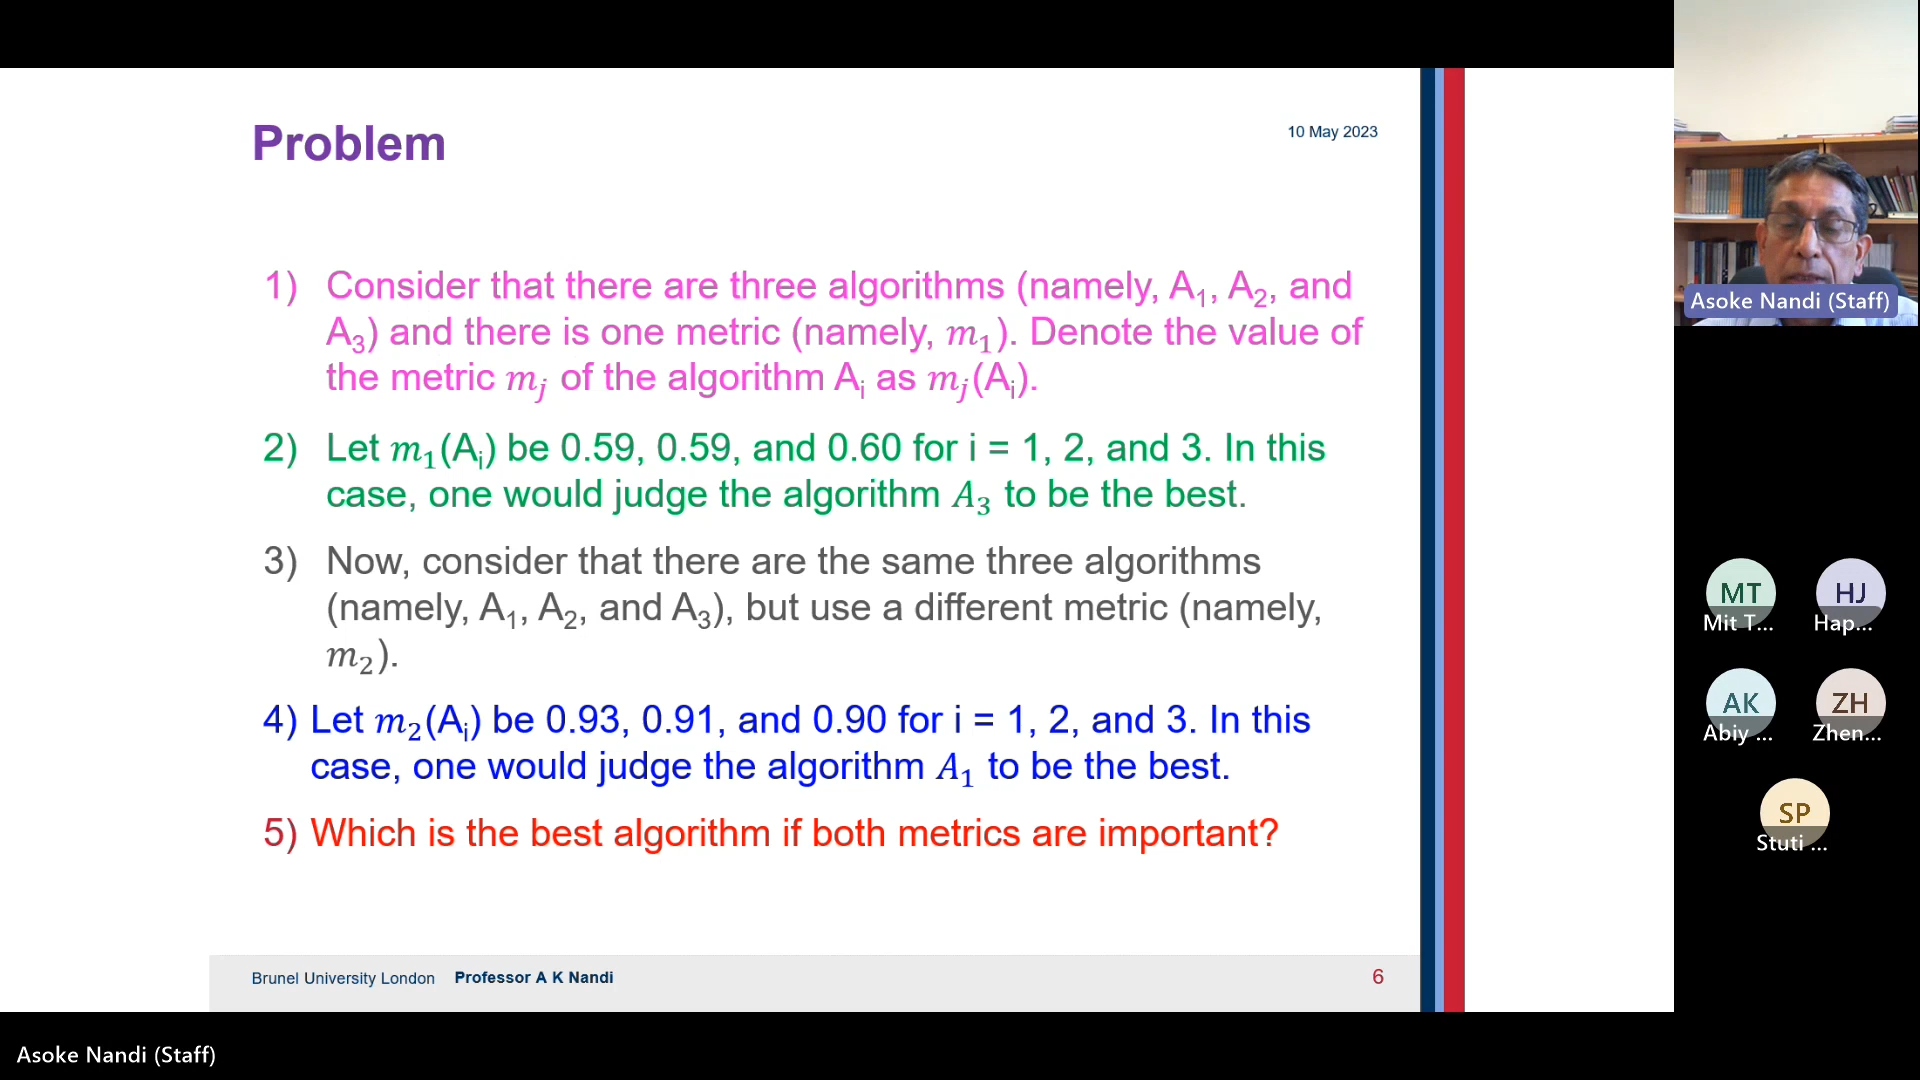 Problem
10 May 2023
1) Consider that there are three algorithms (namely, A₁, A₂, and
A₃) and there is one metric (namely, m₁). Denote the value of
the metric mⱼ of the algorithm Aᵢ as mⱼ(Aᵢ).
2) Let m₁(Aᵢ) be 0.59, 0.59, and 0.60 for i = 1, 2, and 3. In this
case, one would judge the algorithm A₃ to be the best.
3) Now, consider that there are the same three algorithms
(namely, A₁, A₂, and A₃), but use a different metric (namely,
m₂).
4) Let m₂(Aᵢ) be 0.93, 0.91, and 0.90 for i = 1, 2, and 3. In this
case, one would judge the algorithm A₁ to be the best.
5) Which is the best algorithm if both metrics are important?
Brunel University London Professor A K Nandi
6
Asoke Nandi (Staff)
MT
Mit T...
HJ
Hap...
AK
Abiy ...
ZH
Zhen...
SP
Stuti ...
Asoke Nandi (Staff)